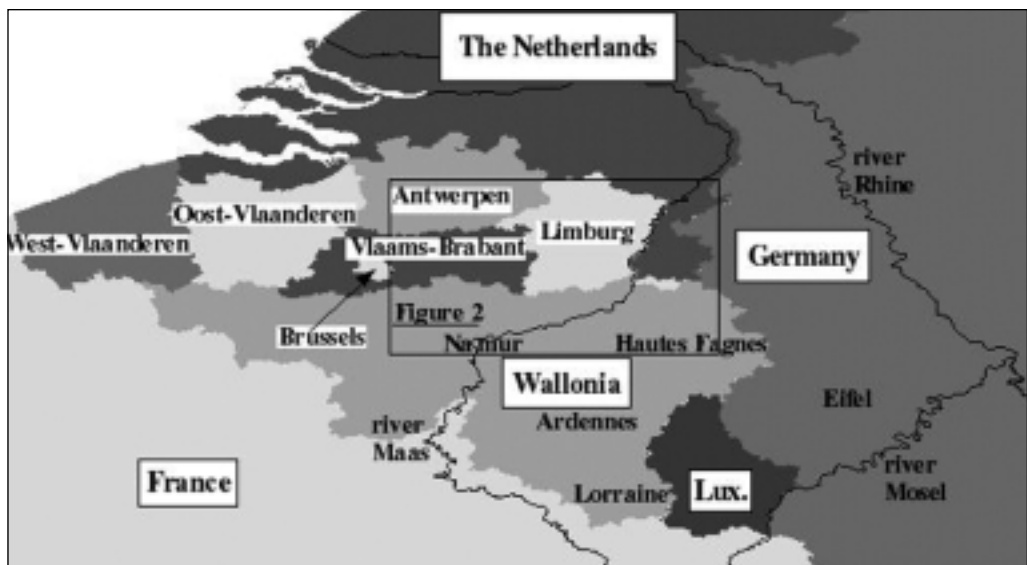 The Netherlands
river
Rhine
Antwerpen
Oost-Vlaanderen
Limburg
West-Vlaanderen
Vlaams-Brabant
Germany
Figure 2
Brussels
Namur
Hautes Fagnes
Wallonia
Eifel
Ardennes
river
Maas
river
Mosel
France
Lorraine
Lux.